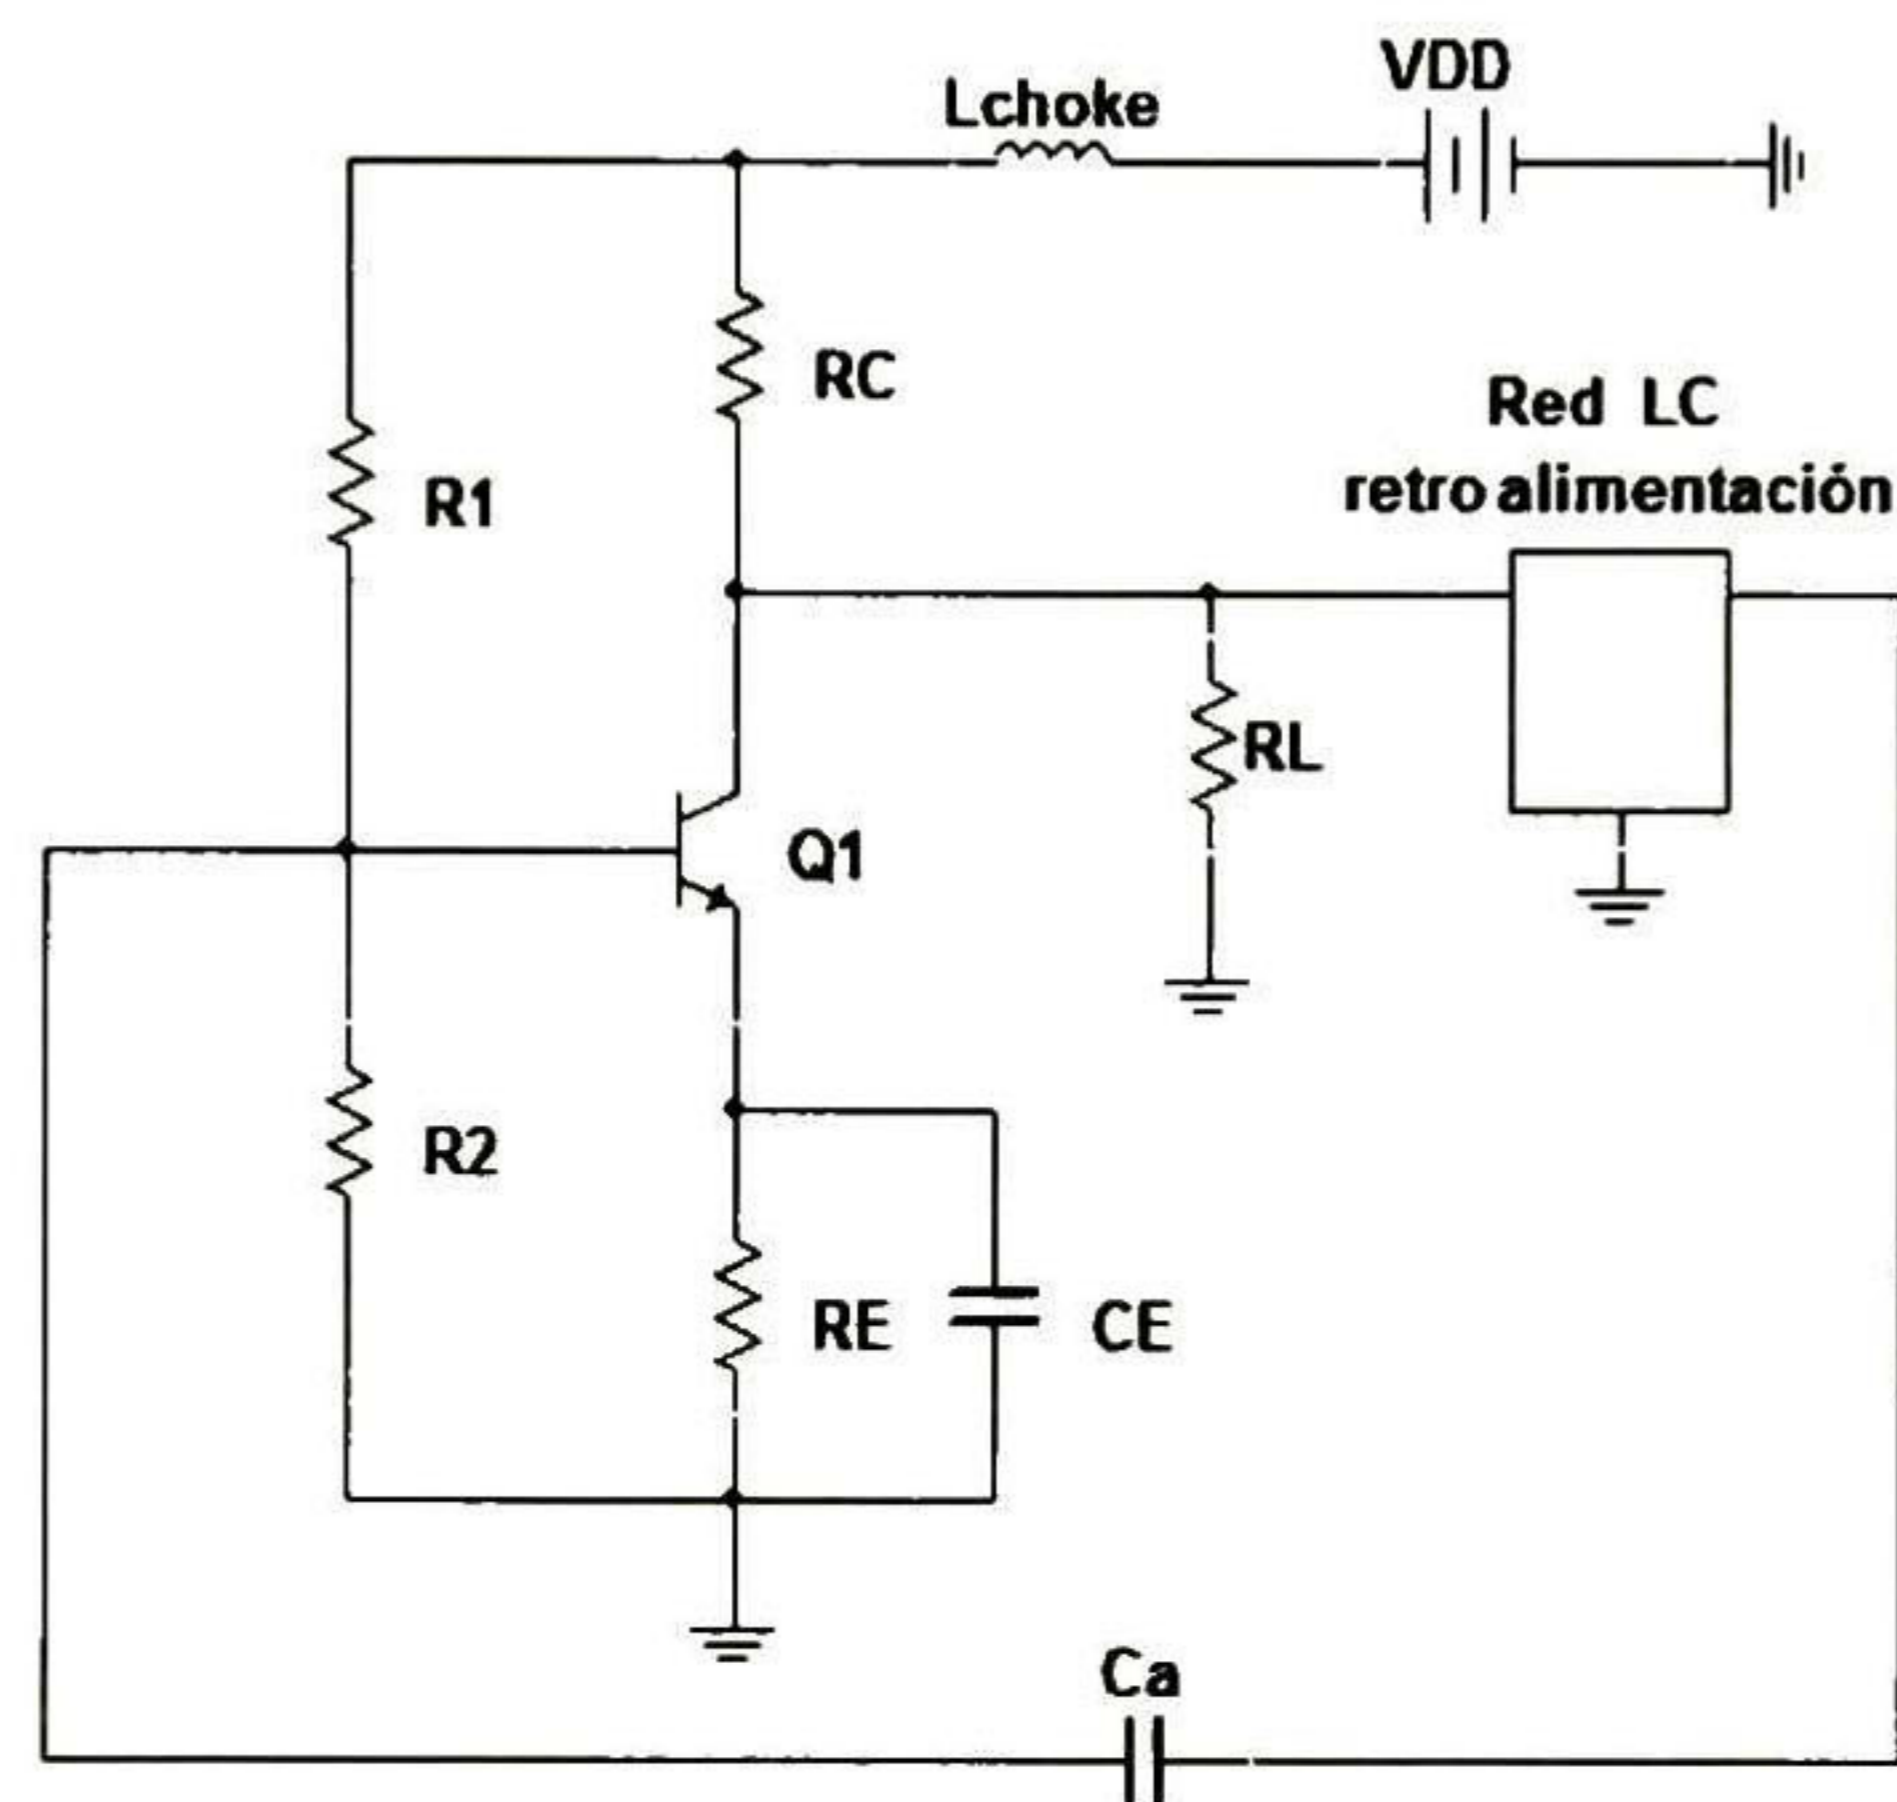 VDD
Lchoke
RC
Red LC
retro alimentación
R1
RL
Q1
R2
RE
CE
Ca